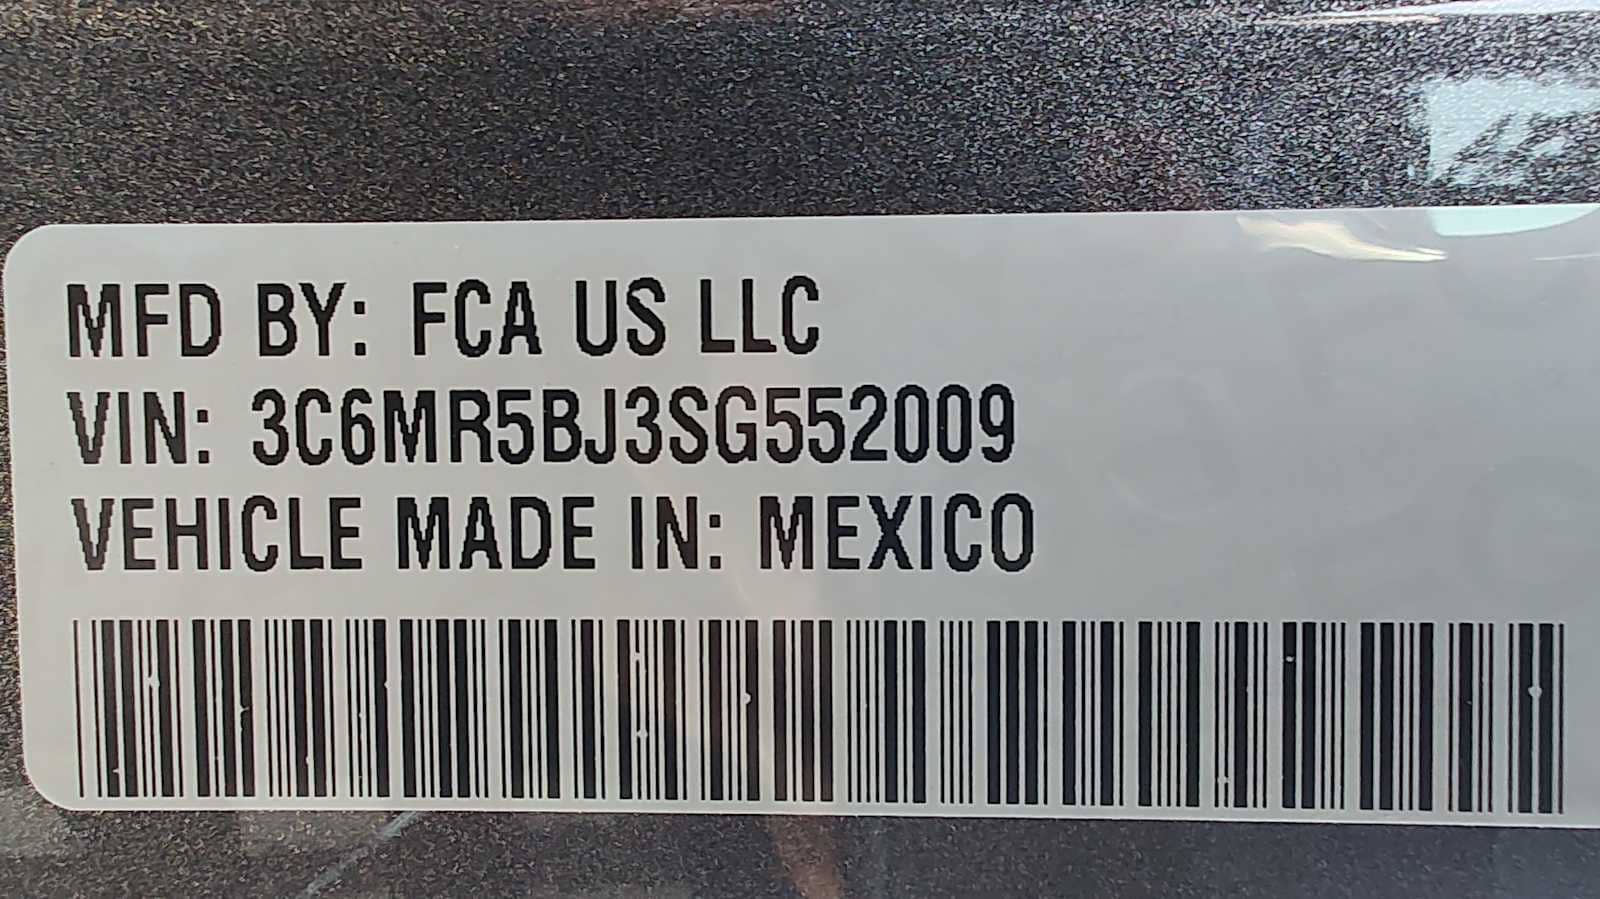 MFD BY: FCA US LLC
VIN: 3C6MR5BJ3SG552009
VEHICLE MADE IN: MEXICO